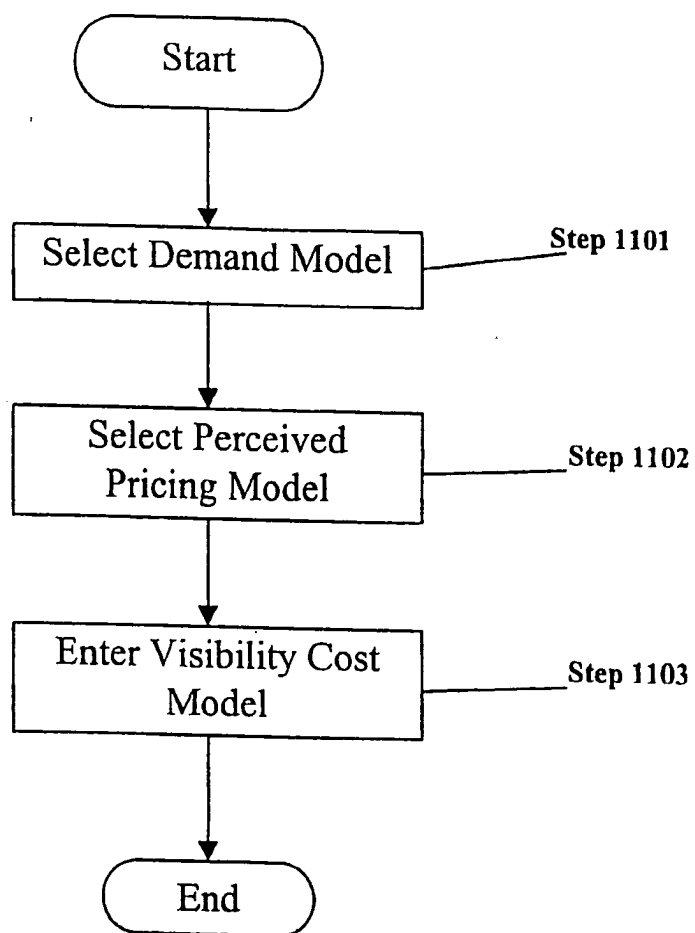 Start
Select Demand Model
Step 1101
Select Perceived
Pricing Model
Step 1102
Enter Visibility Cost
Model
Step 1103
End